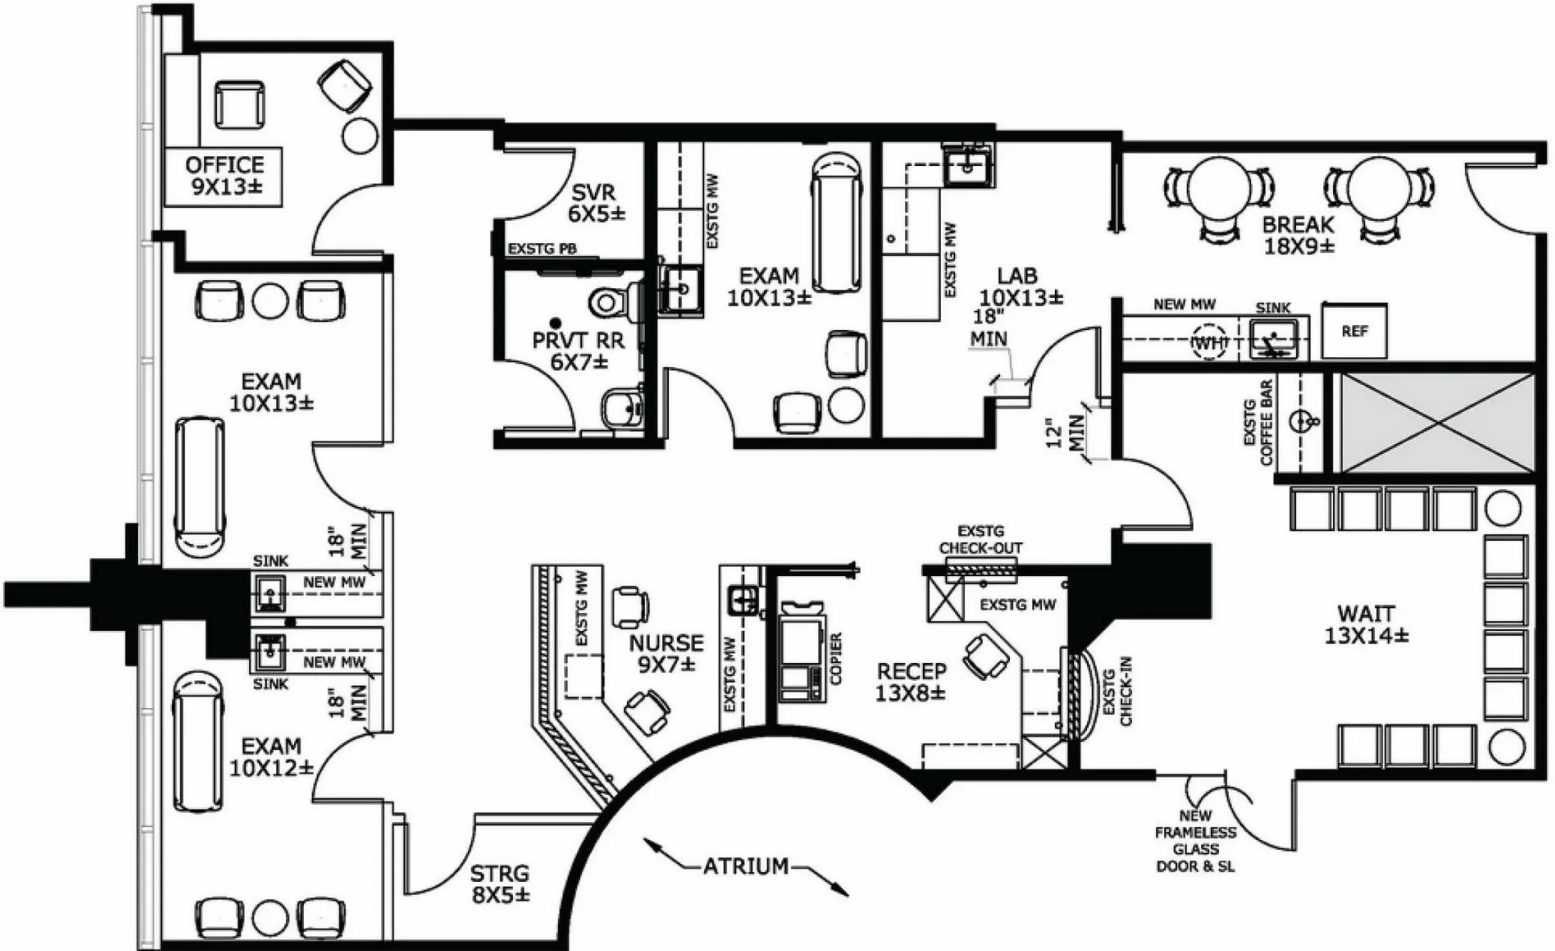 OFFICE
9X13±
SVR
6X5±
EXSTG PB
EXSTG MW
EXAM
10X13±
EXSTG MW
LAB
10X13±
18"
MIN
BREAK
18X9±
NEW MW
SINK
WH
REF
PRVT RR
6X7±
EXAM
10X13±
12"
MIN
EXSTG
COFFEE BAR
18"
MIN
SINK
NEW MW
EXSTG
CHECK-OUT
EXSTG MW
EXSTG MW
NURSE
9X7±
EXSTG MW
COPIER
RECEP
13X8±
EXSTG
CHECK-IN
WAIT
13X14±
NEW MW
SINK
18"
MIN
EXAM
10X12±
STRG
8X5±
ATRIUM
NEW
FRAMELESS
GLASS
DOOR & SL